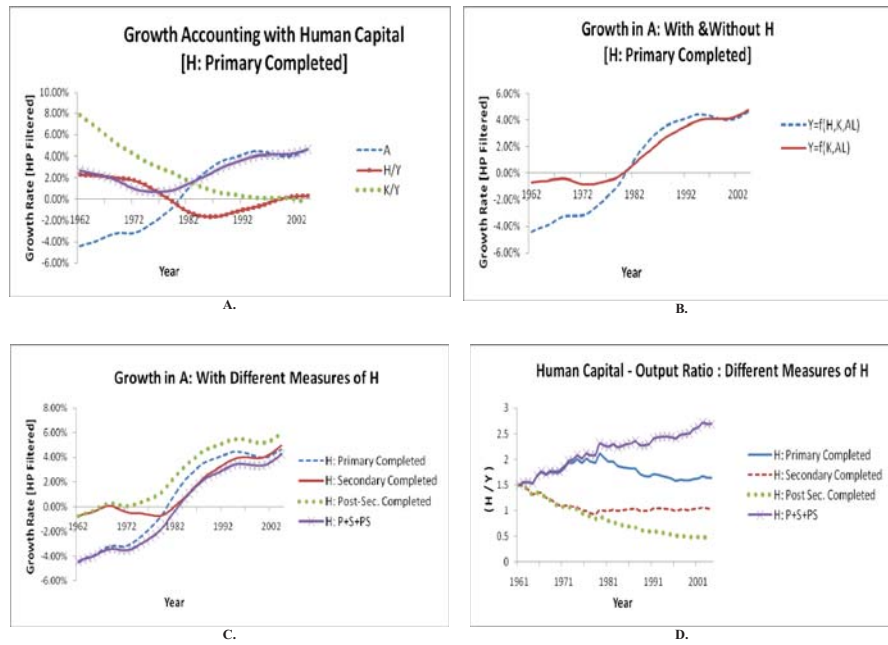 Growth Accounting with Human Capital
[H: Primary Completed]
Growth Rate [HP Filtered]
10.00%
8.00%
6.00%
4.00%
2.00%
0.00%
-2.00%
-4.00%
-6.00%
1962 1972 1982 1992 2002
Year
A
H/Y
K/Y
A.
Growth in A: With &Without H
[H: Primary Completed]
Growth Rate [HP Filtered]
6.00%
4.00%
2.00%
0.00%
-2.00%
-4.00%
-6.00%
1962 1972 1982 1992 2002
Year
Y=f(H,K,AL)
Y=f(K,AL)
B.
Growth in A: With Different Measures of H
Growth Rate [HP Filtered]
8.00%
6.00%
4.00%
2.00%
0.00%
-2.00%
-4.00%
-6.00%
1962 1972 1982 1992 2002
Year
H: Primary Completed
H: Secondary Completed
H: Post-Sec. Completed
H: P+S+PS
C.
Human Capital - Output Ratio : Different Measures of H
(H / Y)
3
2.5
2
1.5
1
0.5
0
1961 1971 1981 1991 2001
Year
H: Primary Completed
H: Secondary Completed
H: Post Sec. Completed
H: P+S+PS
D.